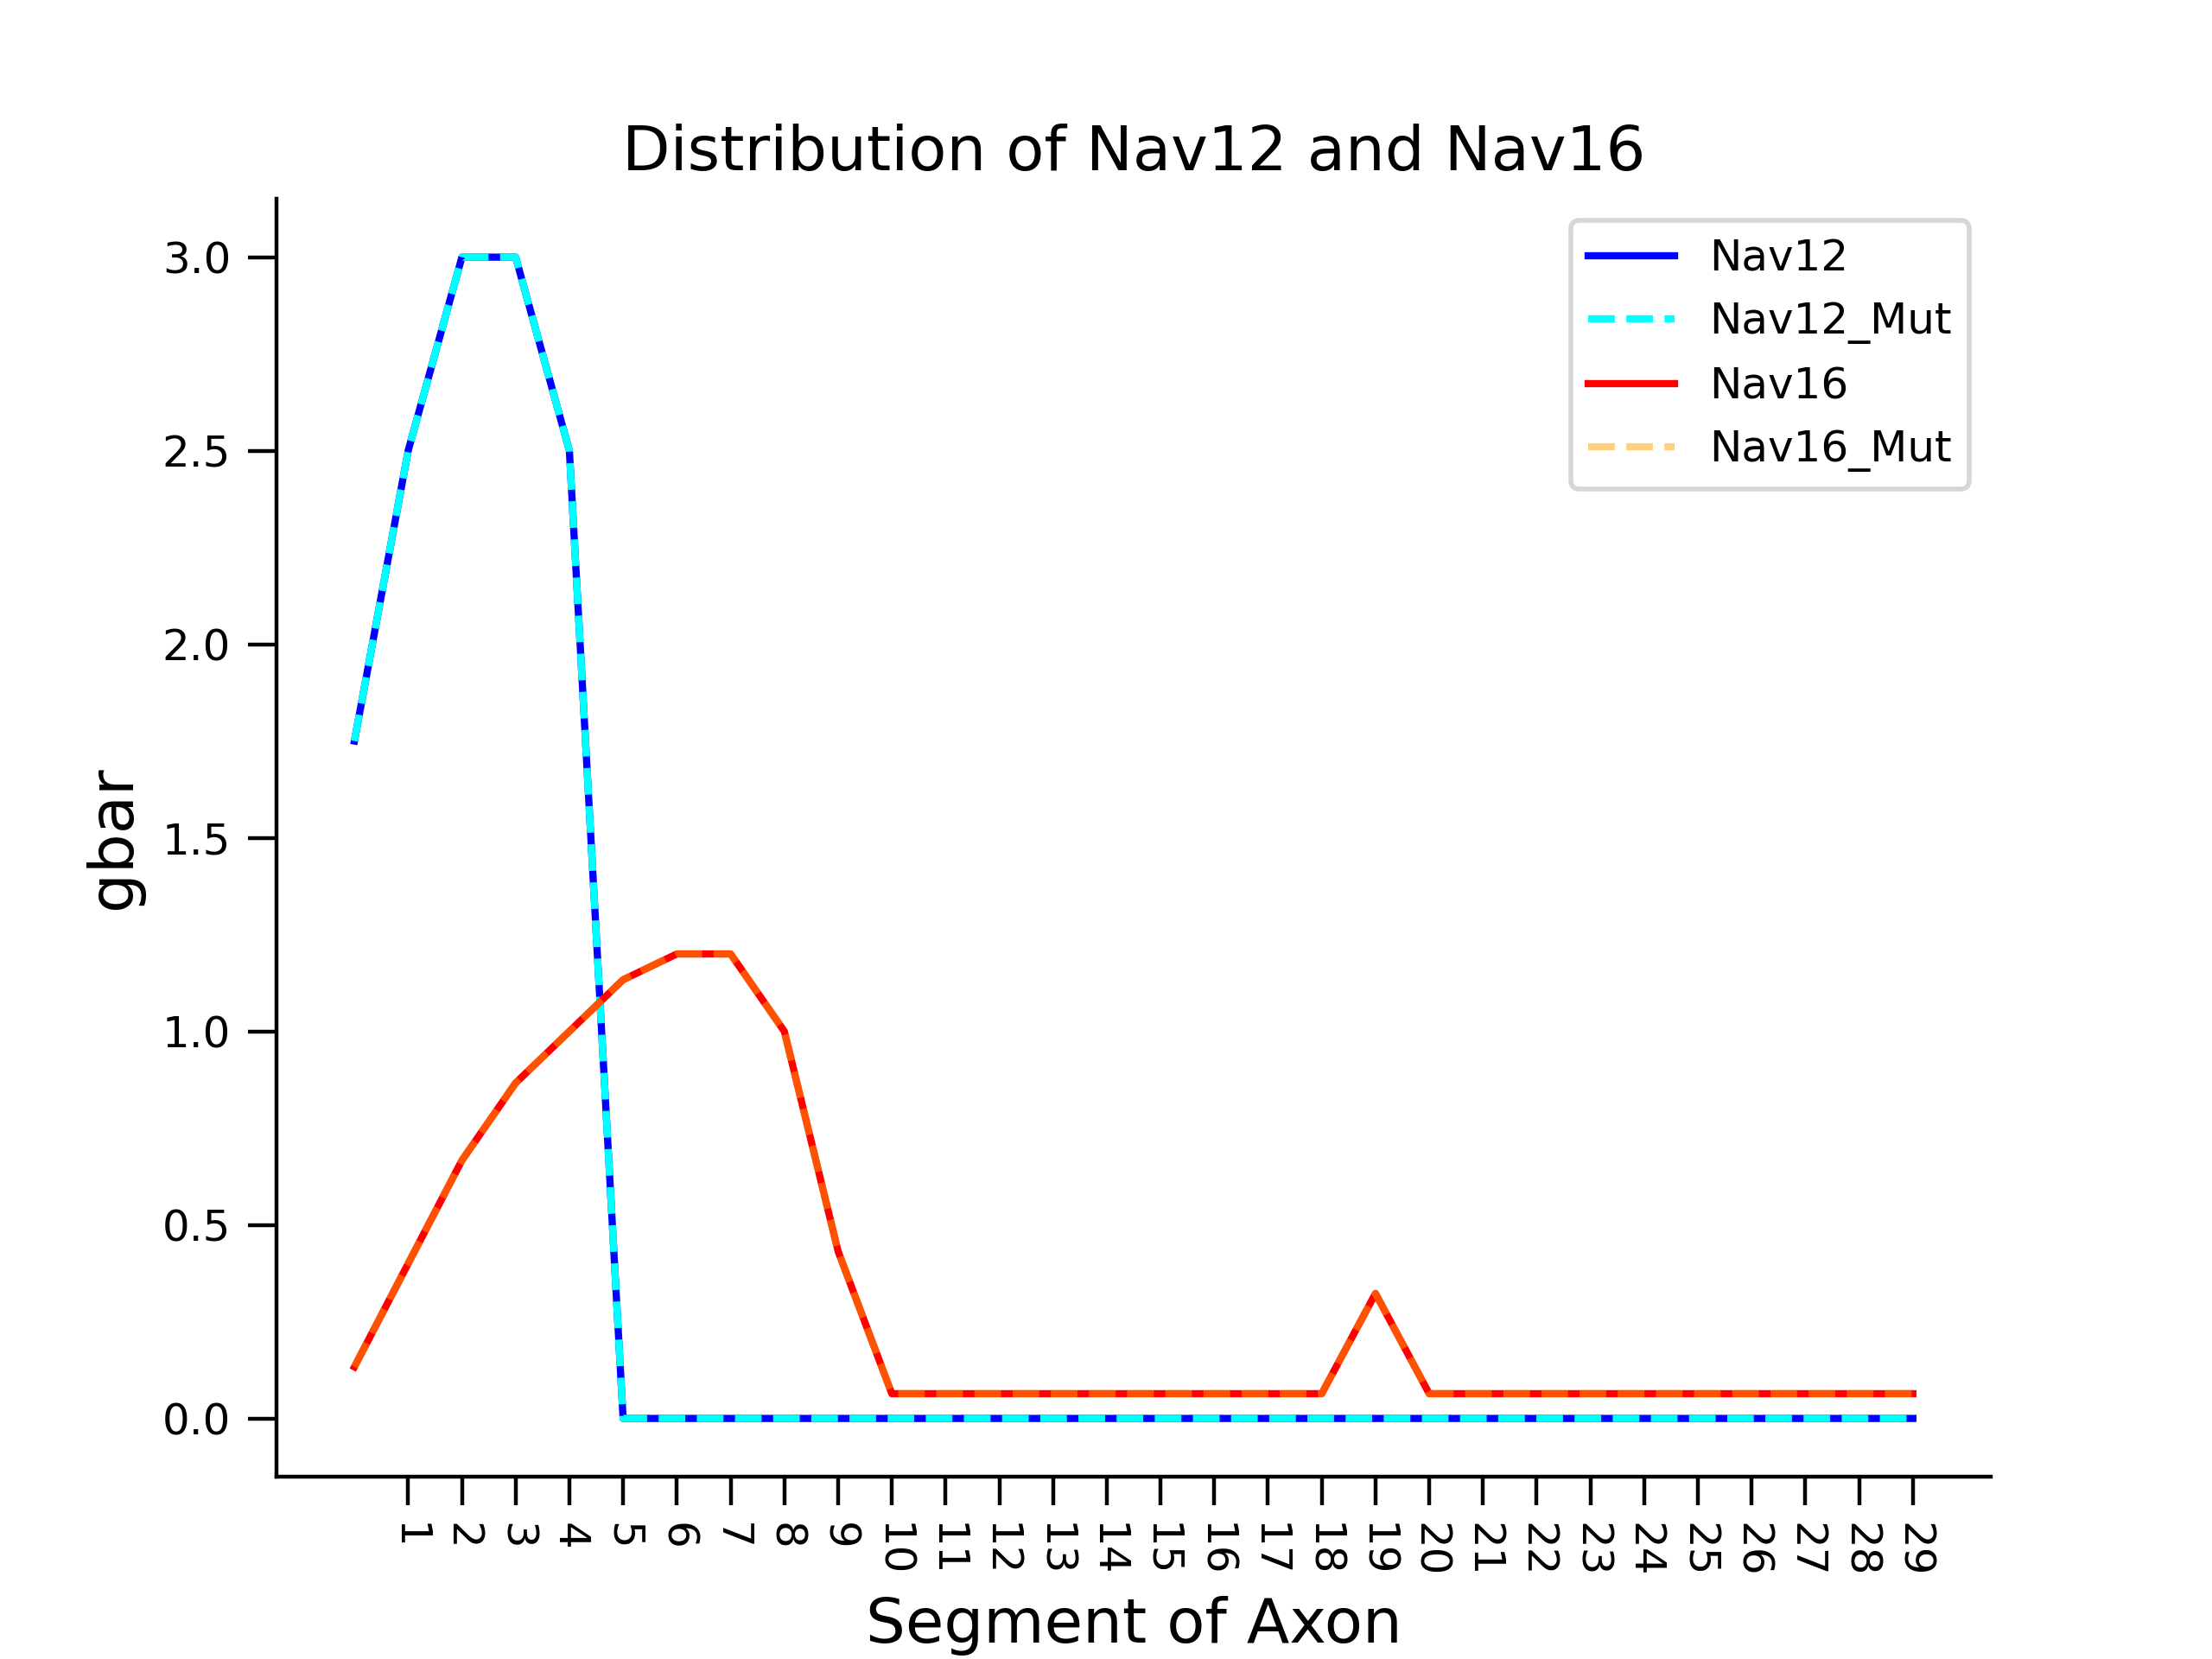 Distribution of Nav12 and Nav16
Nav12
Nav12_Mut
Nav16
Nav16_Mut
gbar
3.0
2.5
2.0
1.5
1.0
0.5
0.0
1 2 3 4 5 6 7 8 9 10 11 12 13 14 15 16 17 18 19 20 21 22 23 24 25 26 27 28 29
Segment of Axon